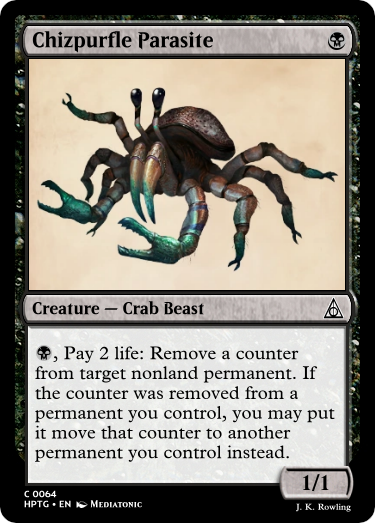 Chizpurfle Parasite
Creature — Crab Beast
, Pay 2 life: Remove a counter
from target nonland permanent. If
the counter was removed from a
permanent you control, you may put
it move that counter to another
permanent you control instead.
1/1
C 0064
HPTG • EN Mediatonic
J. K. Rowling